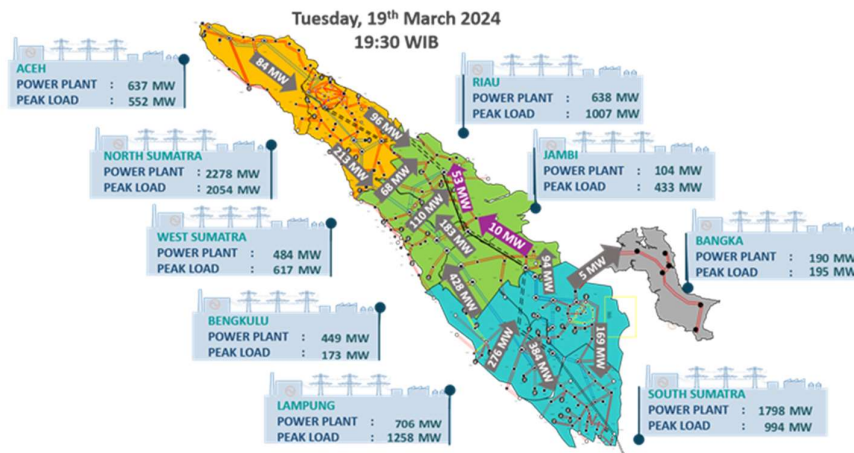 Tuesday, 19th March 2024
19:30 WIB
ACEH
POWER PLANT : 637 MW
PEAK LOAD : 552 MW
RIAU
POWER PLANT : 638 MW
PEAK LOAD : 1007 MW
NORTH SUMATRA
POWER PLANT : 2278 MW
PEAK LOAD : 2054 MW
JAMBI
POWER PLANT : 104 MW
PEAK LOAD : 433 MW
WEST SUMATRA
POWER PLANT : 484 MW
PEAK LOAD : 617 MW
BANGKA
POWER PLANT : 190 MW
PEAK LOAD : 195 MW
BENGKULU
POWER PLANT : 449 MW
PEAK LOAD : 173 MW
LAMPUNG
POWER PLANT : 706 MW
PEAK LOAD : 1258 MW
SOUTH SUMATRA
POWER PLANT : 1798 MW
PEAK LOAD : 994 MW
84 MW
96 MW
213 MW
68 MW
53 MW
110 MW
183 MW
10 MW
94 MW
5 MW
428 MW
276 MW
384 MW
169 MW